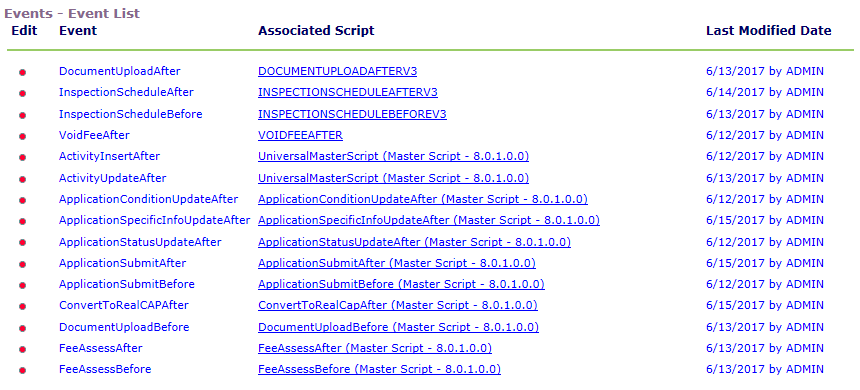 Events - Event List
Edit Event Associated Script Last Modified Date
DocumentUploadAfter DOCUMENTUPLOADAFTERV3 6/13/2017 by ADMIN
InspectionScheduleAfter INSPECTIONSCHEDULEAFTERV3 6/14/2017 by ADMIN
InspectionScheduleBefore INSPECTIONSCHEDULEBEFOREV3 6/13/2017 by ADMIN
VoidFeeAfter VOIDFEEAFTER 6/12/2017 by ADMIN
ActivityInsertAfter UniversalMasterScript (Master Script - 8.0.1.0.0) 6/12/2017 by ADMIN
ActivityUpdateAfter UniversalMasterScript (Master Script - 8.0.1.0.0) 6/13/2017 by ADMIN
ApplicationConditionUpdateAfter ApplicationConditionUpdateAfter (Master Script - 8.0.1.0.0) 6/12/2017 by ADMIN
ApplicationSpecificInfoUpdateAfter ApplicationSpecificInfoUpdateAfter (Master Script - 8.0.1.0.0) 6/15/2017 by ADMIN
ApplicationStatusUpdateAfter ApplicationStatusUpdateAfter (Master Script - 8.0.1.0.0) 6/12/2017 by ADMIN
ApplicationSubmitAfter ApplicationSubmitAfter (Master Script - 8.0.1.0.0) 6/15/2017 by ADMIN
ApplicationSubmitBefore ApplicationSubmitBefore (Master Script - 8.0.1.0.0) 6/12/2017 by ADMIN
ConvertToRealCAPAfter ConvertToRealCapAfter (Master Script - 8.0.1.0.0) 6/15/2017 by ADMIN
DocumentUploadBefore DocumentUploadBefore (Master Script - 8.0.1.0.0) 6/13/2017 by ADMIN
FeeAssessAfter FeeAssessAfter (Master Script - 8.0.1.0.0) 6/13/2017 by ADMIN
FeeAssessBefore FeeAssessBefore (Master Script - 8.0.1.0.0) 6/13/2017 by ADMIN